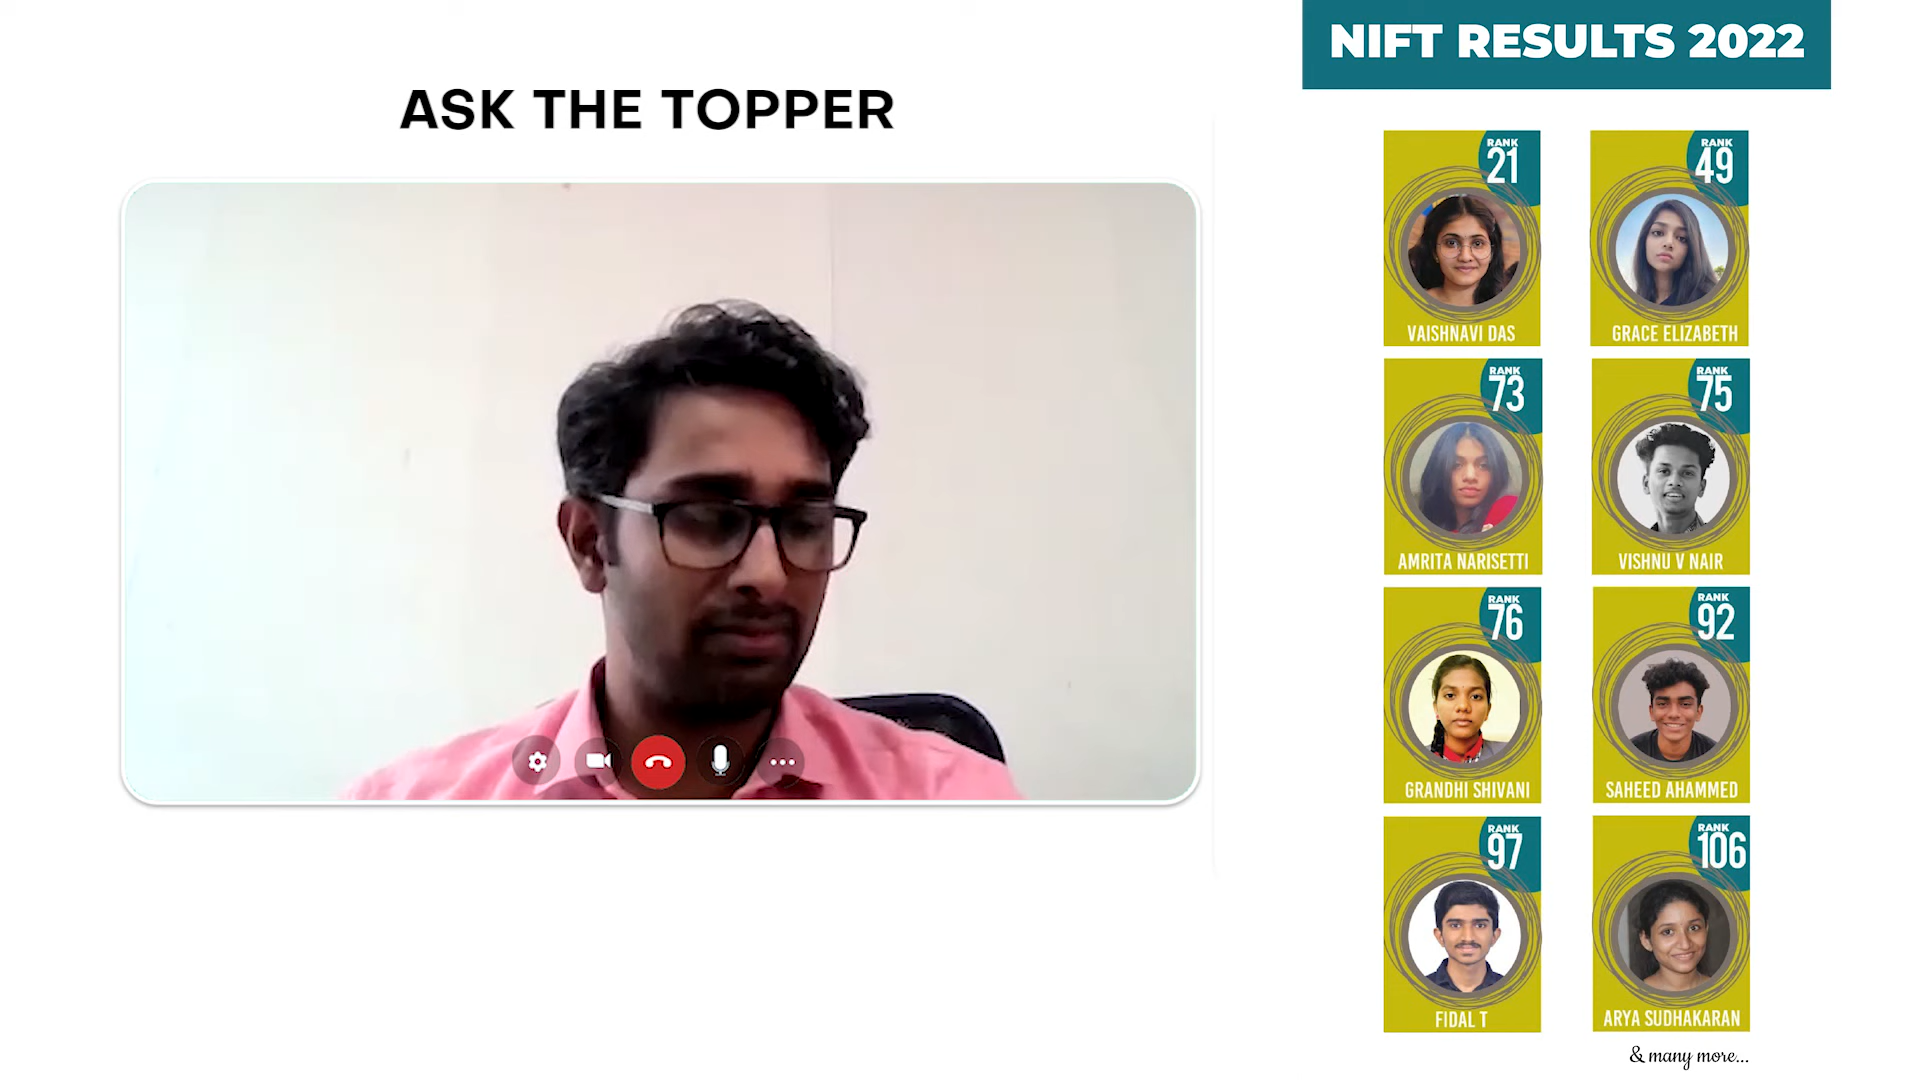 NIFT RESULTS 2022
ASK THE TOPPER
RANK
21
VAISHNAVI DAS
RANK
49
GRACE ELIZABETH
RANK
73
AMRITA NARISETTI
RANK
75
VISHNU V NAIR
RANK
76
GRANDHI SHIVANI
RANK
92
SAHEED AHAMMED
RANK
97
FIDAL T
RANK
106
ARYA SUDHAKARAN
& many more...